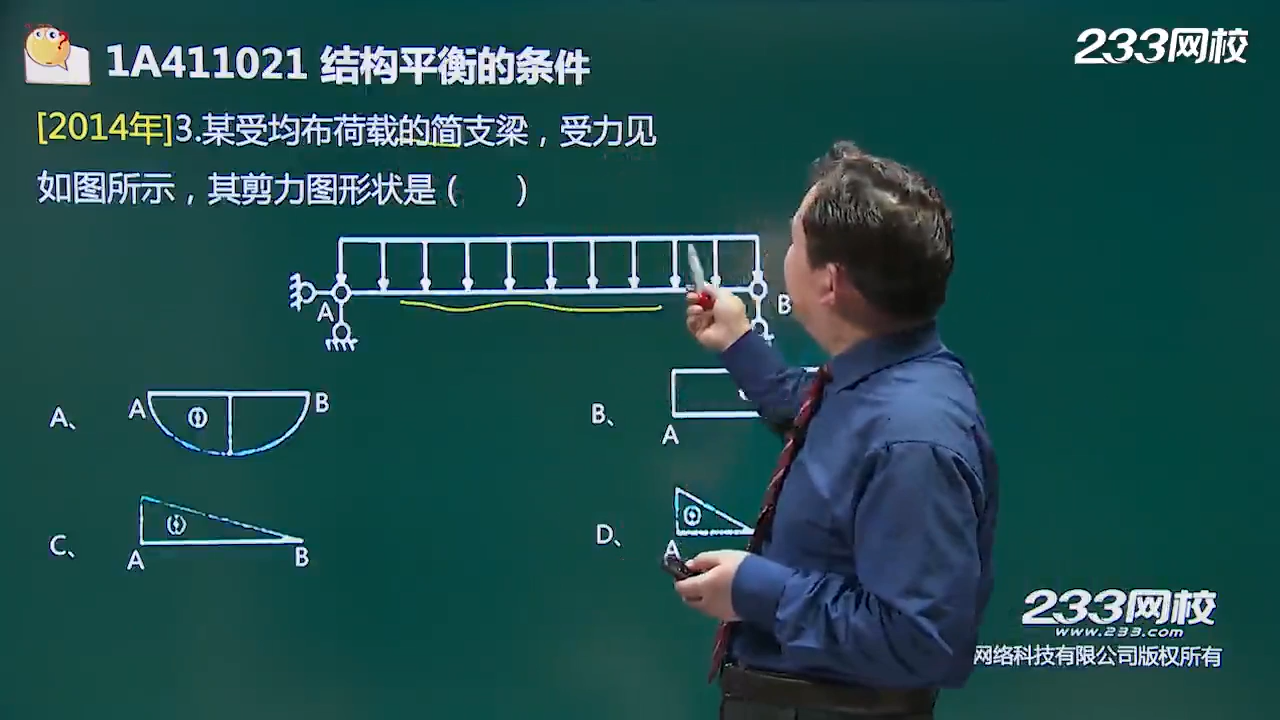 1A411021 结构平衡的条件
233网校
[2014年]3.某受均布荷载的简支梁，受力见
如图所示，其剪力图形状是（ ）
A
B
A、
A
B
B、
A
C、
A
B
D、
A
233网校
www.233.com
网络科技有限公司版权所有